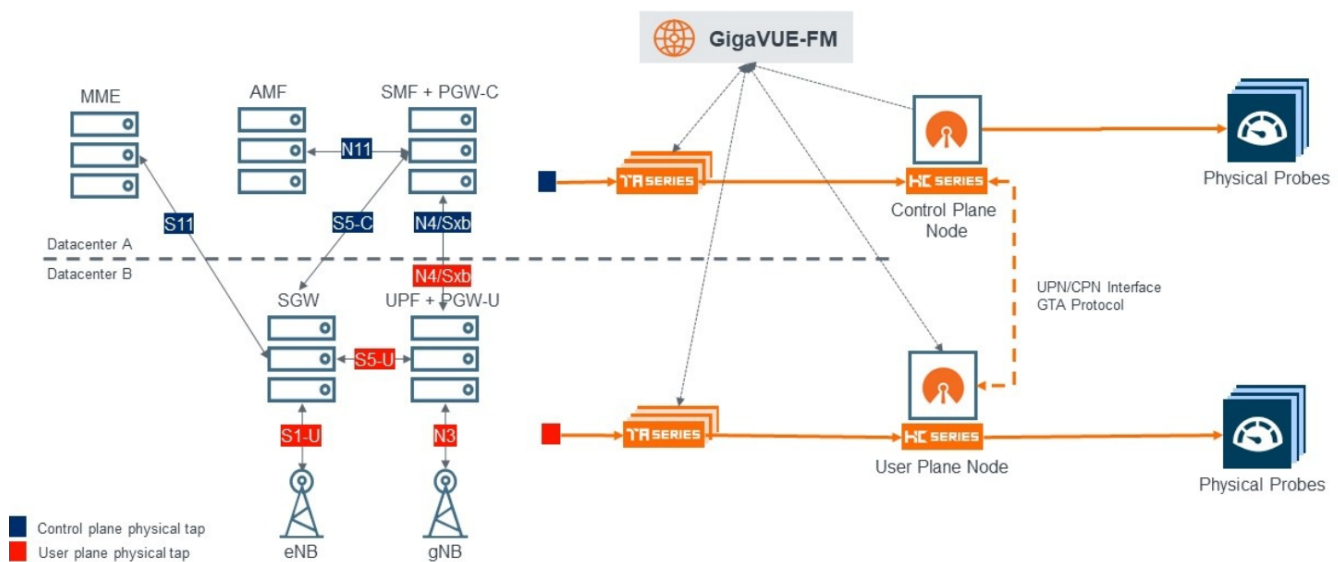 GigaVUE-FM
MME
AMF
SMF + PGW-C
N11
S11
S5-C
N4/Sxb
TA SERIES
HC SERIES
Control Plane
Node
Physical Probes
Datacenter A
Datacenter B
N4/Sxb
SGW
UPF + PGW-U
UPN/CPN Interface
GTA Protocol
S5-U
S1-U
N3
TA SERIES
HC SERIES
User Plane Node
Physical Probes
Control plane physical tap
User plane physical tap
eNB
gNB